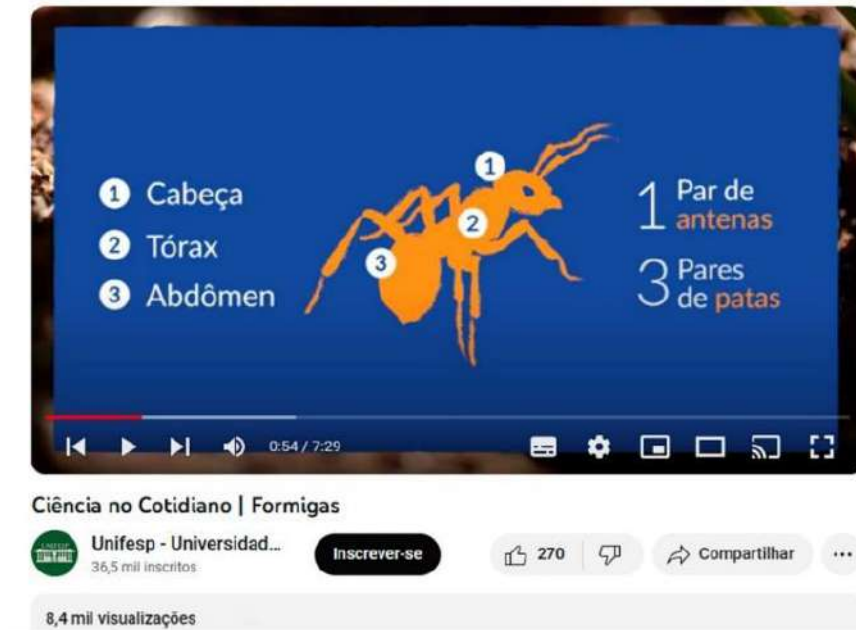 1 Cabeça
2 Tórax
3 Abdômen
1
2
3
1 Par de
antenas
3 Pares
de patas
0:54 / 7:29
Ciência no Cotidiano | Formigas
UNIFESP
Unifesp - Universidad...
36,5 mil inscritos
Inscrever-se
270
Compartilhar
8,4 mil visualizações